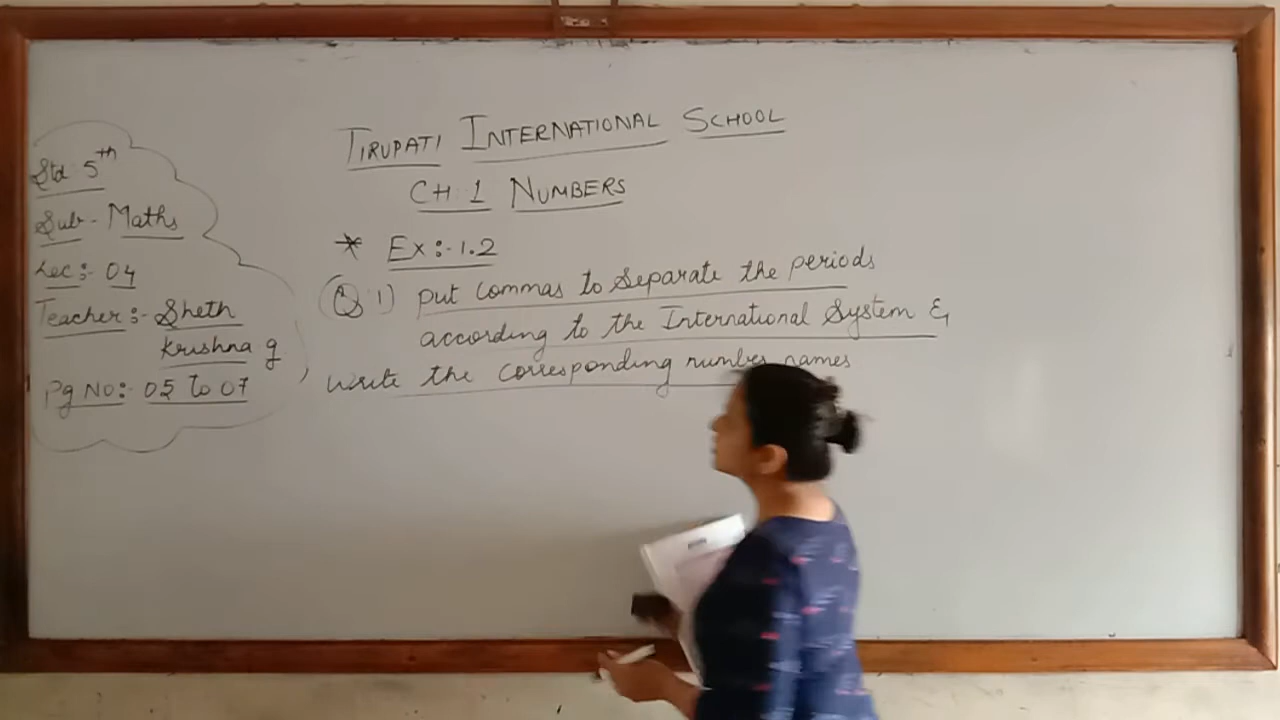 TIRUPATI INTERNATIONAL SCHOOL
CH 1 NUMBERS
* Ex:-1.2
Q 1) put commas to separate the periods
according to the International System &
write the corresponding number names
Std 5th
Sub - Maths
Lec:- 04
Teacher:- Sheth
Krishna g
Pg No:- 05 to 07